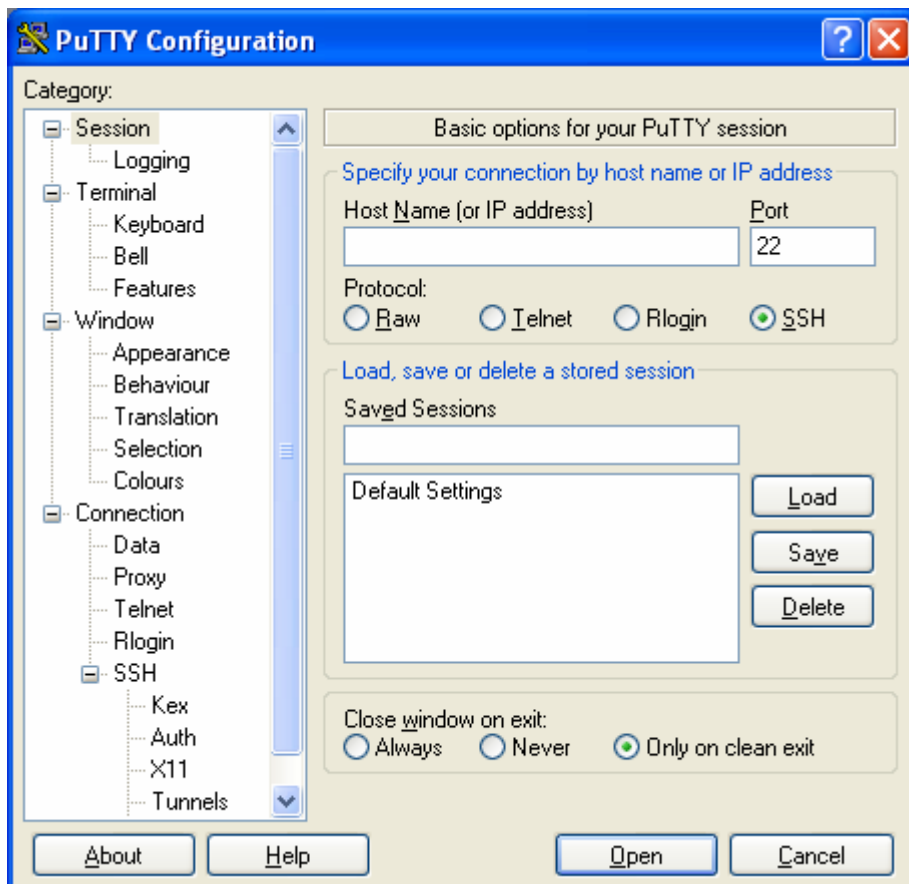 PuTTY Configuration
Category:
Session
Logging
Terminal
Keyboard
Bell
Features
Window
Appearance
Behaviour
Translation
Selection
Colours
Connection
Data
Proxy
Telnet
Rlogin
SSH
Kex
Auth
X11
Tunnels
Basic options for your PuTTY session
Specify your connection by host name or IP address
Host Name (or IP address) Port
22
Protocol:
Raw Telnet Rlogin SSH
Load, save or delete a stored session
Saved Sessions
Default Settings
Load
Save
Delete
Close window on exit:
Always Never Only on clean exit
About Help Open Cancel